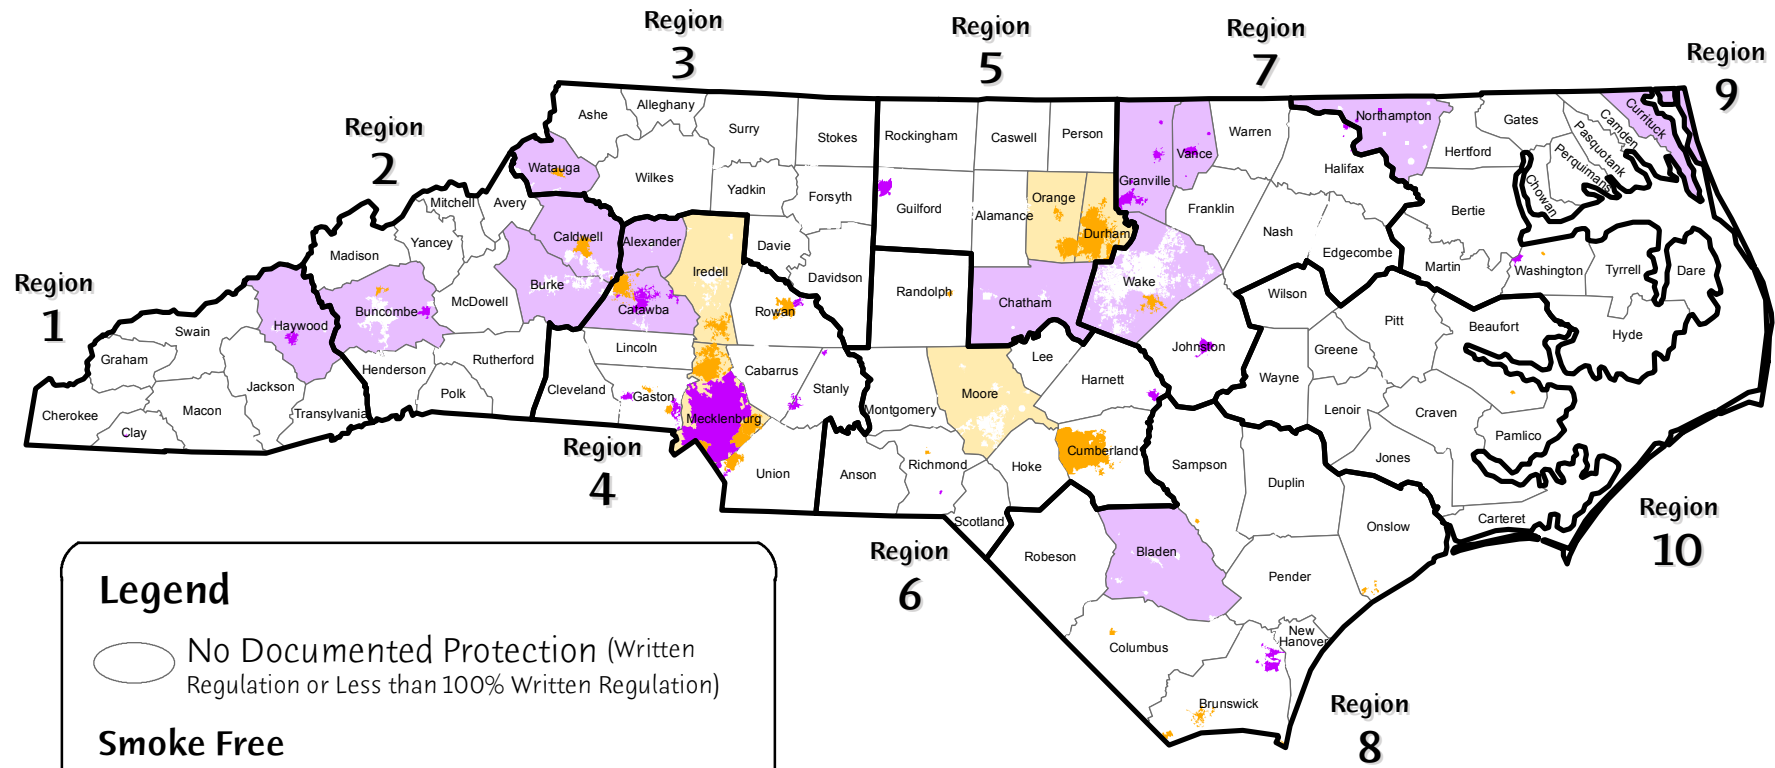 Region
3
Region
5
Region
7
Region
9
Region
2
Region
1
Region
4
Region
6
Region
8
Region
10
Ashe
Alleghany
Surry
Stokes
Rockingham
Caswell
Person
Granville
Vance
Warren
Northampton
Gates
Camden
Currituck
Pasquotank
Perquimans
Chowan
Hertford
Halifax
Watauga
Wilkes
Yadkin
Forsyth
Guilford
Alamance
Orange
Durham
Franklin
Nash
Edgecombe
Bertie
Martin
Washington
Tyrrell
Dare
Mitchell
Avery
Yancey
Madison
Caldwell
Alexander
Iredell
Davie
Davidson
Randolph
Chatham
Wake
Wilson
Pitt
Beaufort
Hyde
Haywood
Buncombe
McDowell
Burke
Catawba
Rowan
Swain
Graham
Jackson
Henderson
Rutherford
Polk
Lincoln
Cleveland
Gaston
Mecklenburg
Cabarrus
Stanly
Montgomery
Moore
Lee
Harnett
Johnston
Wayne
Greene
Lenoir
Craven
Pamlico
Jones
Carteret
Cherokee
Clay
Macon
Transylvania
Union
Anson
Richmond
Scotland
Hoke
Cumberland
Sampson
Duplin
Onslow
Robeson
Bladen
Pender
Columbus
New
Hanover
Brunswick
Legend
No Documented Protection (Written
Regulation or Less than 100% Written Regulation)
Smoke Free